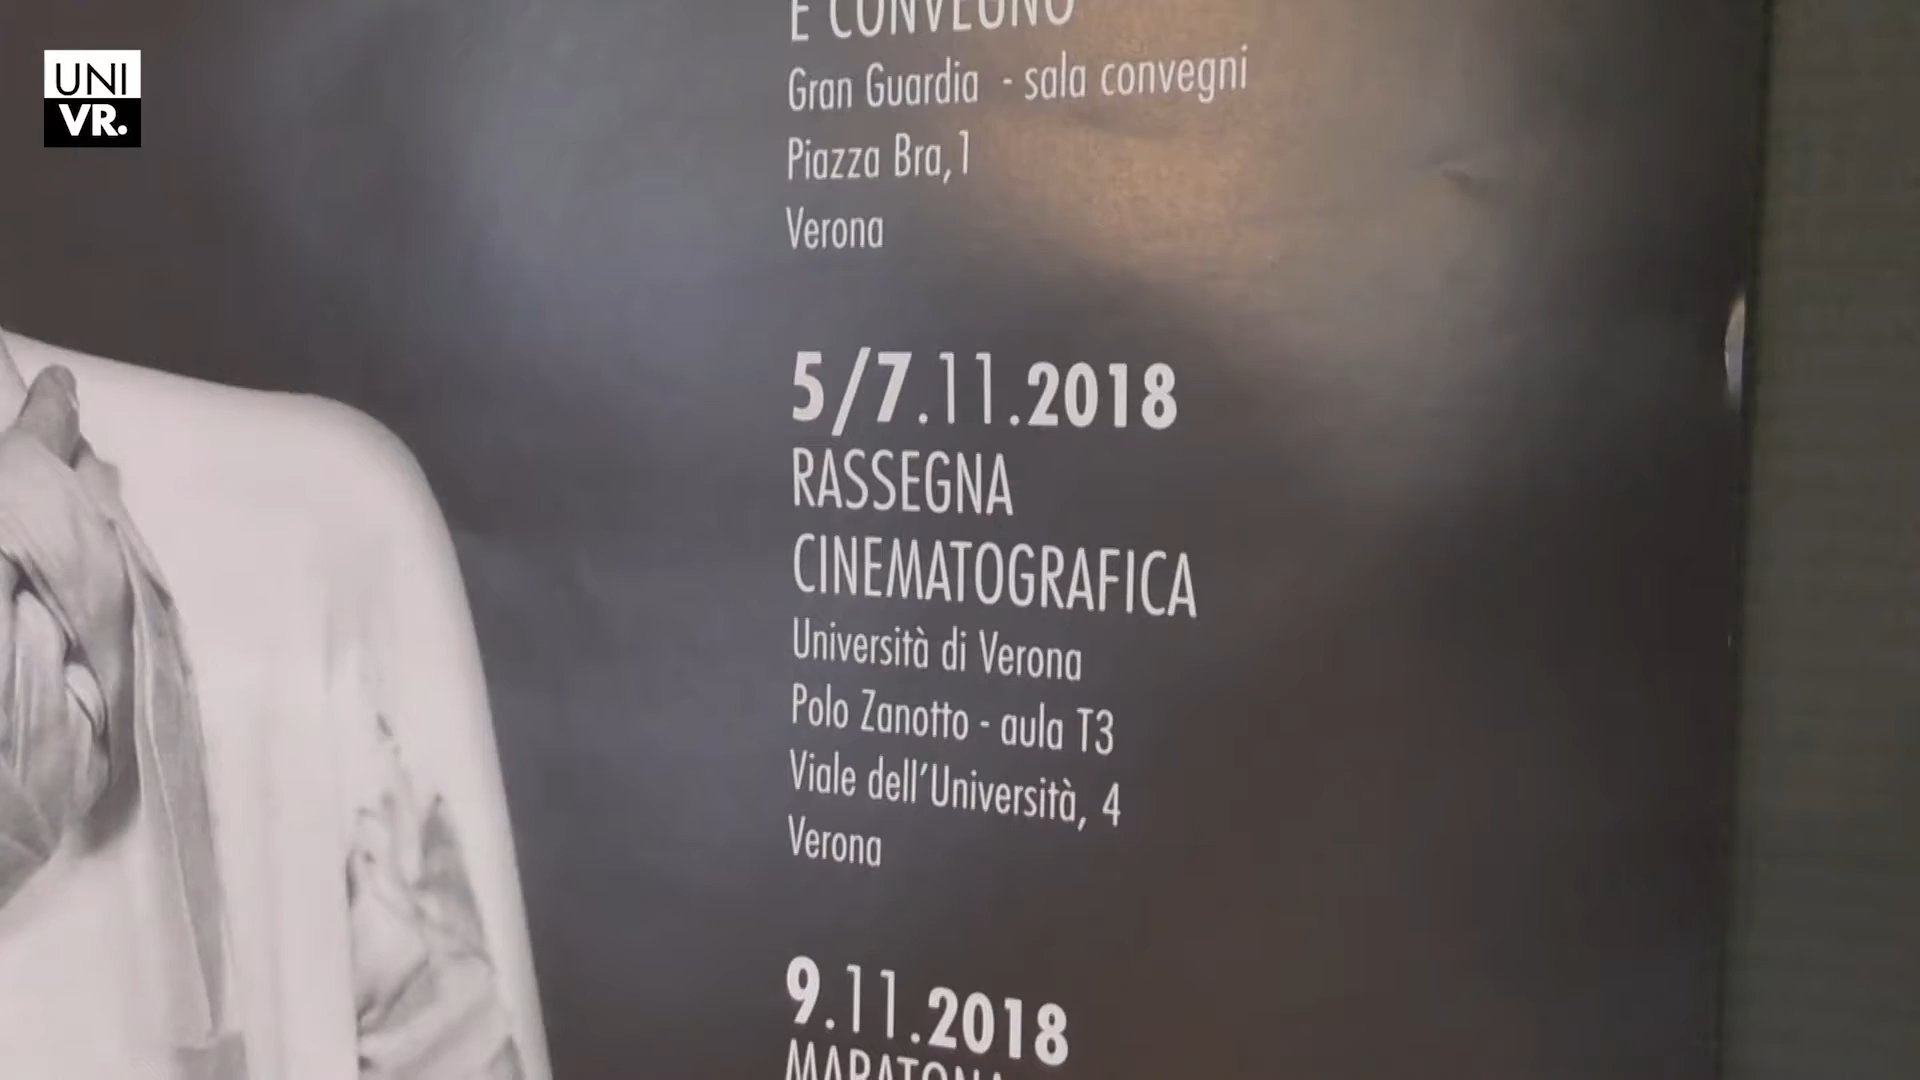 UNI
VR.
E CONVEGNO
Gran Guardia - sala convegni
Piazza Bra, 1
Verona
5/7.11.2018
RASSEGNA
CINEMATOGRAFICA
Università di Verona
Polo Zanotto - aula T3
Viale dell'Università, 4
Verona
9.11.2018
MARATONA